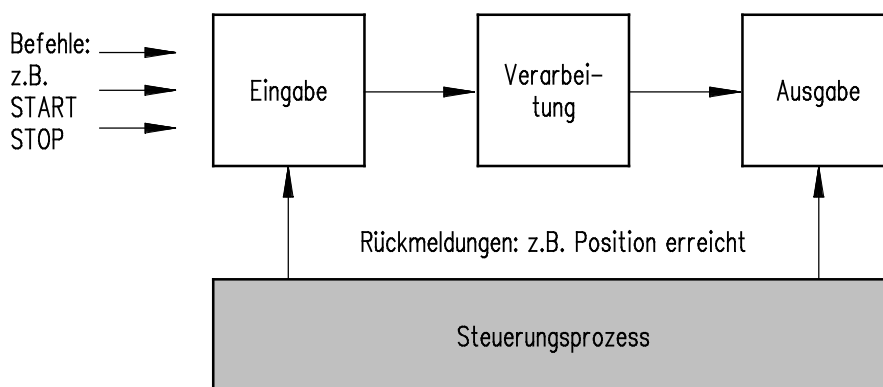 Befehle:
z.B.
START
STOP
Eingabe
Verarbei-
tung
Ausgabe
Rückmeldungen: z.B. Position erreicht
Steuerungsprozess